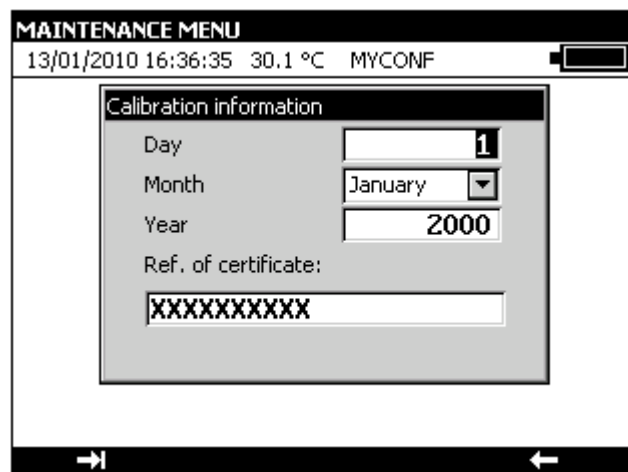 MAINTENANCE MENU
13/01/2010 16:36:35 30.1 °C MYCONF
Calibration information
Day 1
Month January
Year 2000
Ref. of certificate:
XXXXXXXXXX